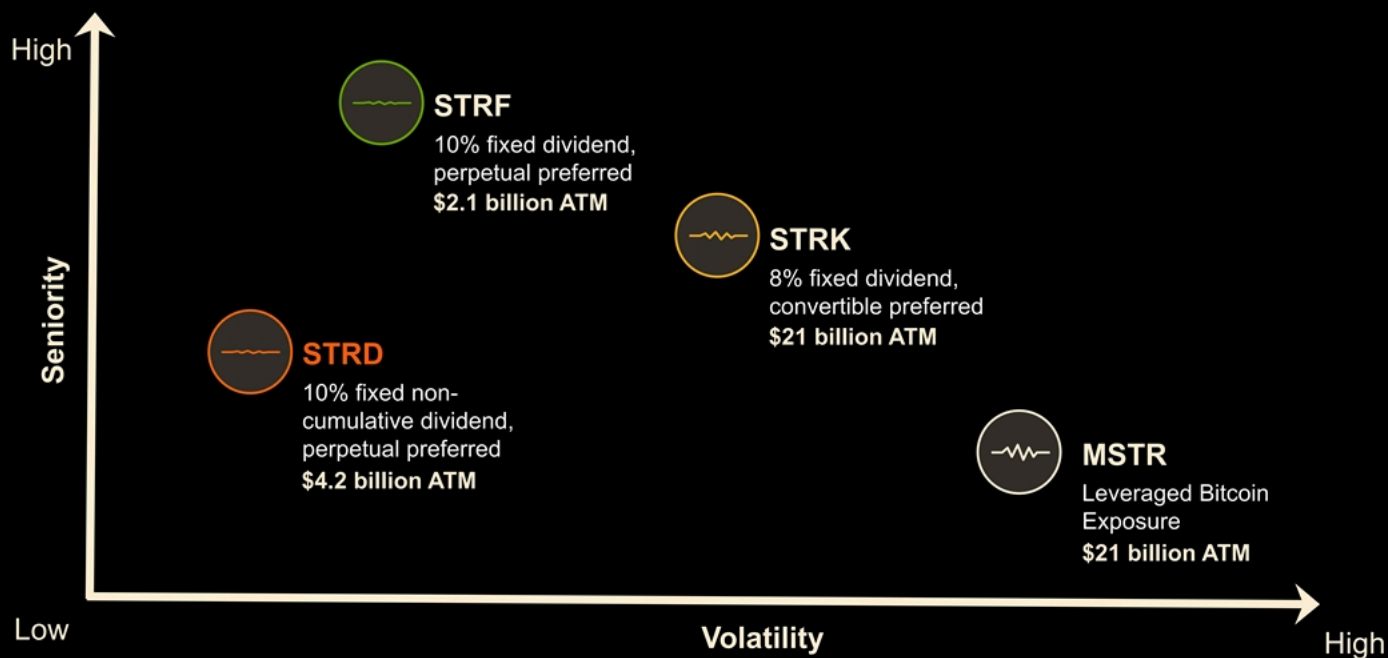 High
STRF
10% fixed dividend,
perpetual preferred
$2.1 billion ATM
STRK
8% fixed dividend,
convertible preferred
$21 billion ATM
Seniority
STRD
10% fixed non-
cumulative dividend,
perpetual preferred
$4.2 billion ATM
MSTR
Leveraged Bitcoin
Exposure
$21 billion ATM
Low
Volatility
High